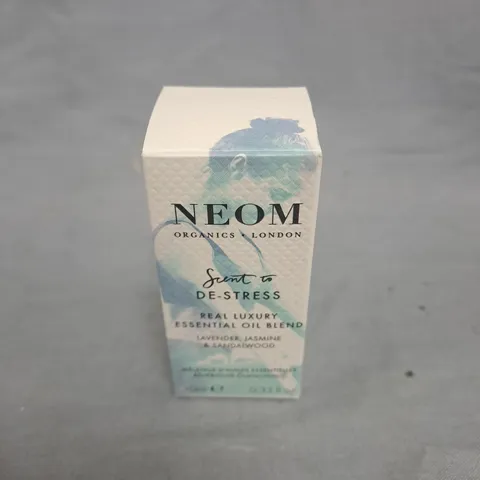 NEOM
ORGANICS • LONDON
Scent to
DE-STRESS
REAL LUXURY
ESSENTIAL OIL BLEND
LAVENDER, JASMINE
& SANDALWOOD